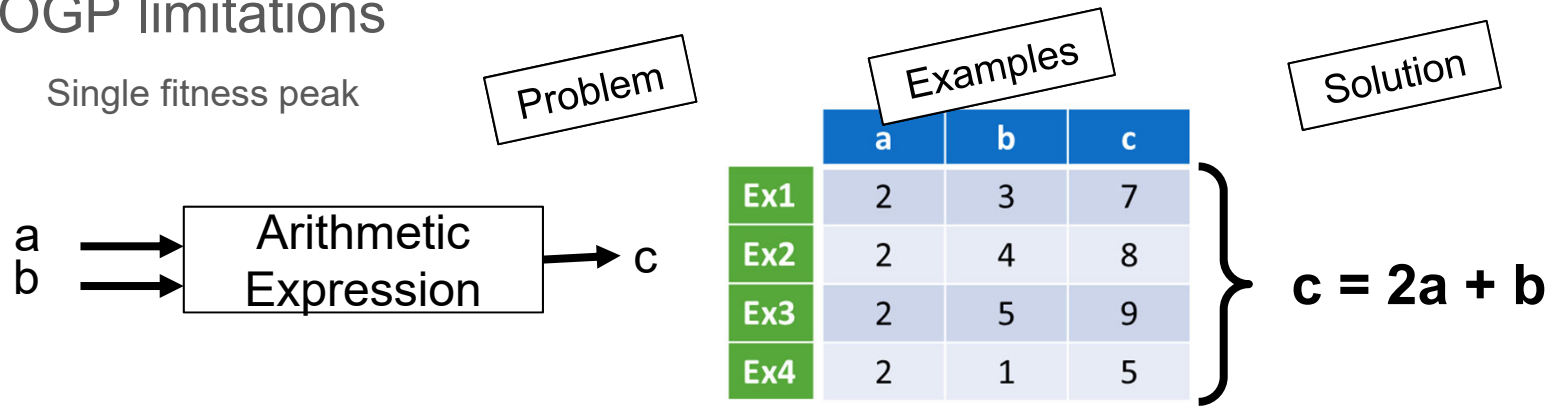 OGP limitations
Single fitness peak
Problem
Examples
Solution
a b c
Ex1 2 3 7
Ex2 2 4 8
Ex3 2 5 9
Ex4 2 1 5
a
b
Arithmetic
Expression
c
c = 2a + b